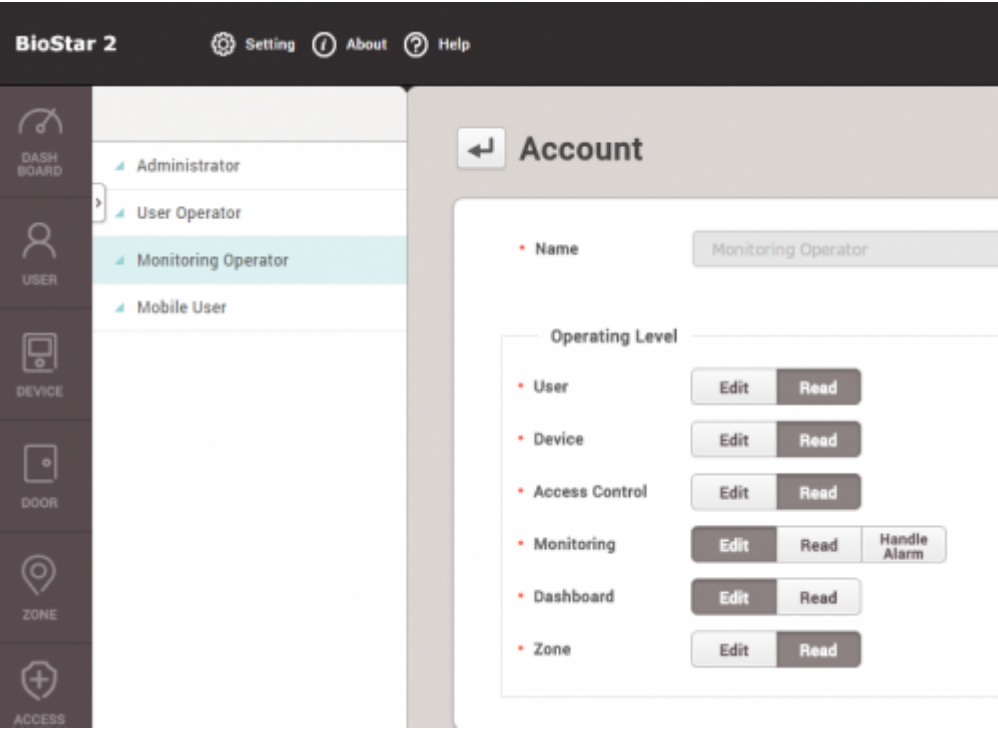 BioStar 2
Setting
About
Help
DASH
BOARD
USER
DEVICE
DOOR
ZONE
ACCESS
Administrator
User Operator
Monitoring Operator
Mobile User
Account
• Name
Monitoring Operator
Operating Level
• User Edit Read
• Device Edit Read
• Access Control Edit Read
• Monitoring Edit Read Handle
Alarm
• Dashboard Edit Read
• Zone Edit Read